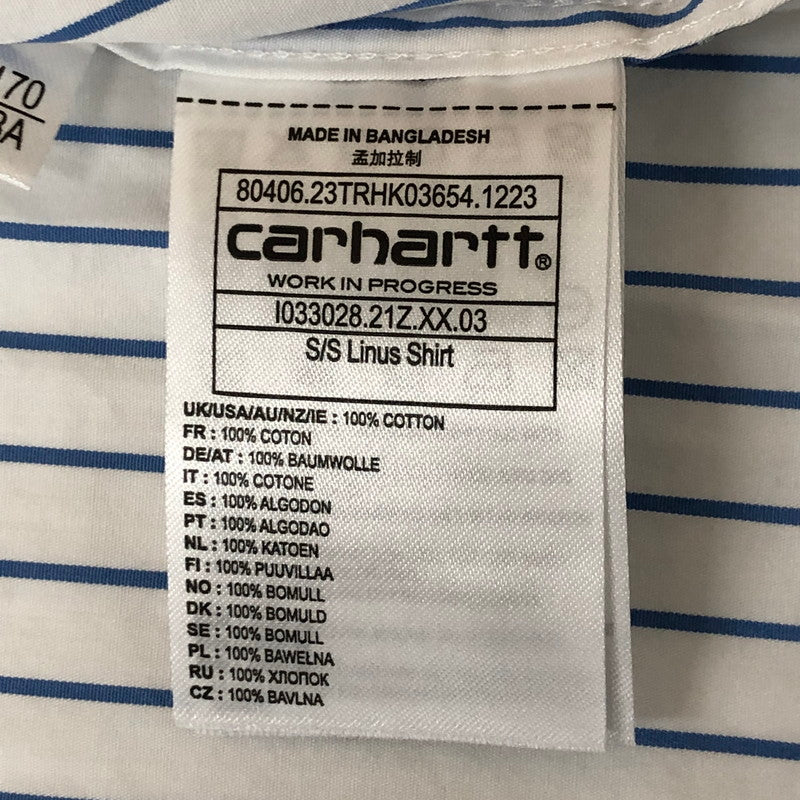 170
8A
MADE IN BANGLADESH
孟加拉制
80406.23TRHK03654.1223
carhartt®
WORK IN PROGRESS
I033028.21Z.XX.03
S/S Linus Shirt
UK/USA/AU/NZ/IE : 100% COTTON
FR : 100% COTON
DE/AT : 100% BAUMWOLLE
IT : 100% COTONE
ES : 100% ALGODON
PT : 100% ALGODAO
NL : 100% KATOEN
FI : 100% PUUVILLAA
NO : 100% BOMULL
DK : 100% BOMULD
SE : 100% BOMULL
PL : 100% BAWEŁNA
RU : 100% ХЛОПОК
CZ : 100% BAVLNA